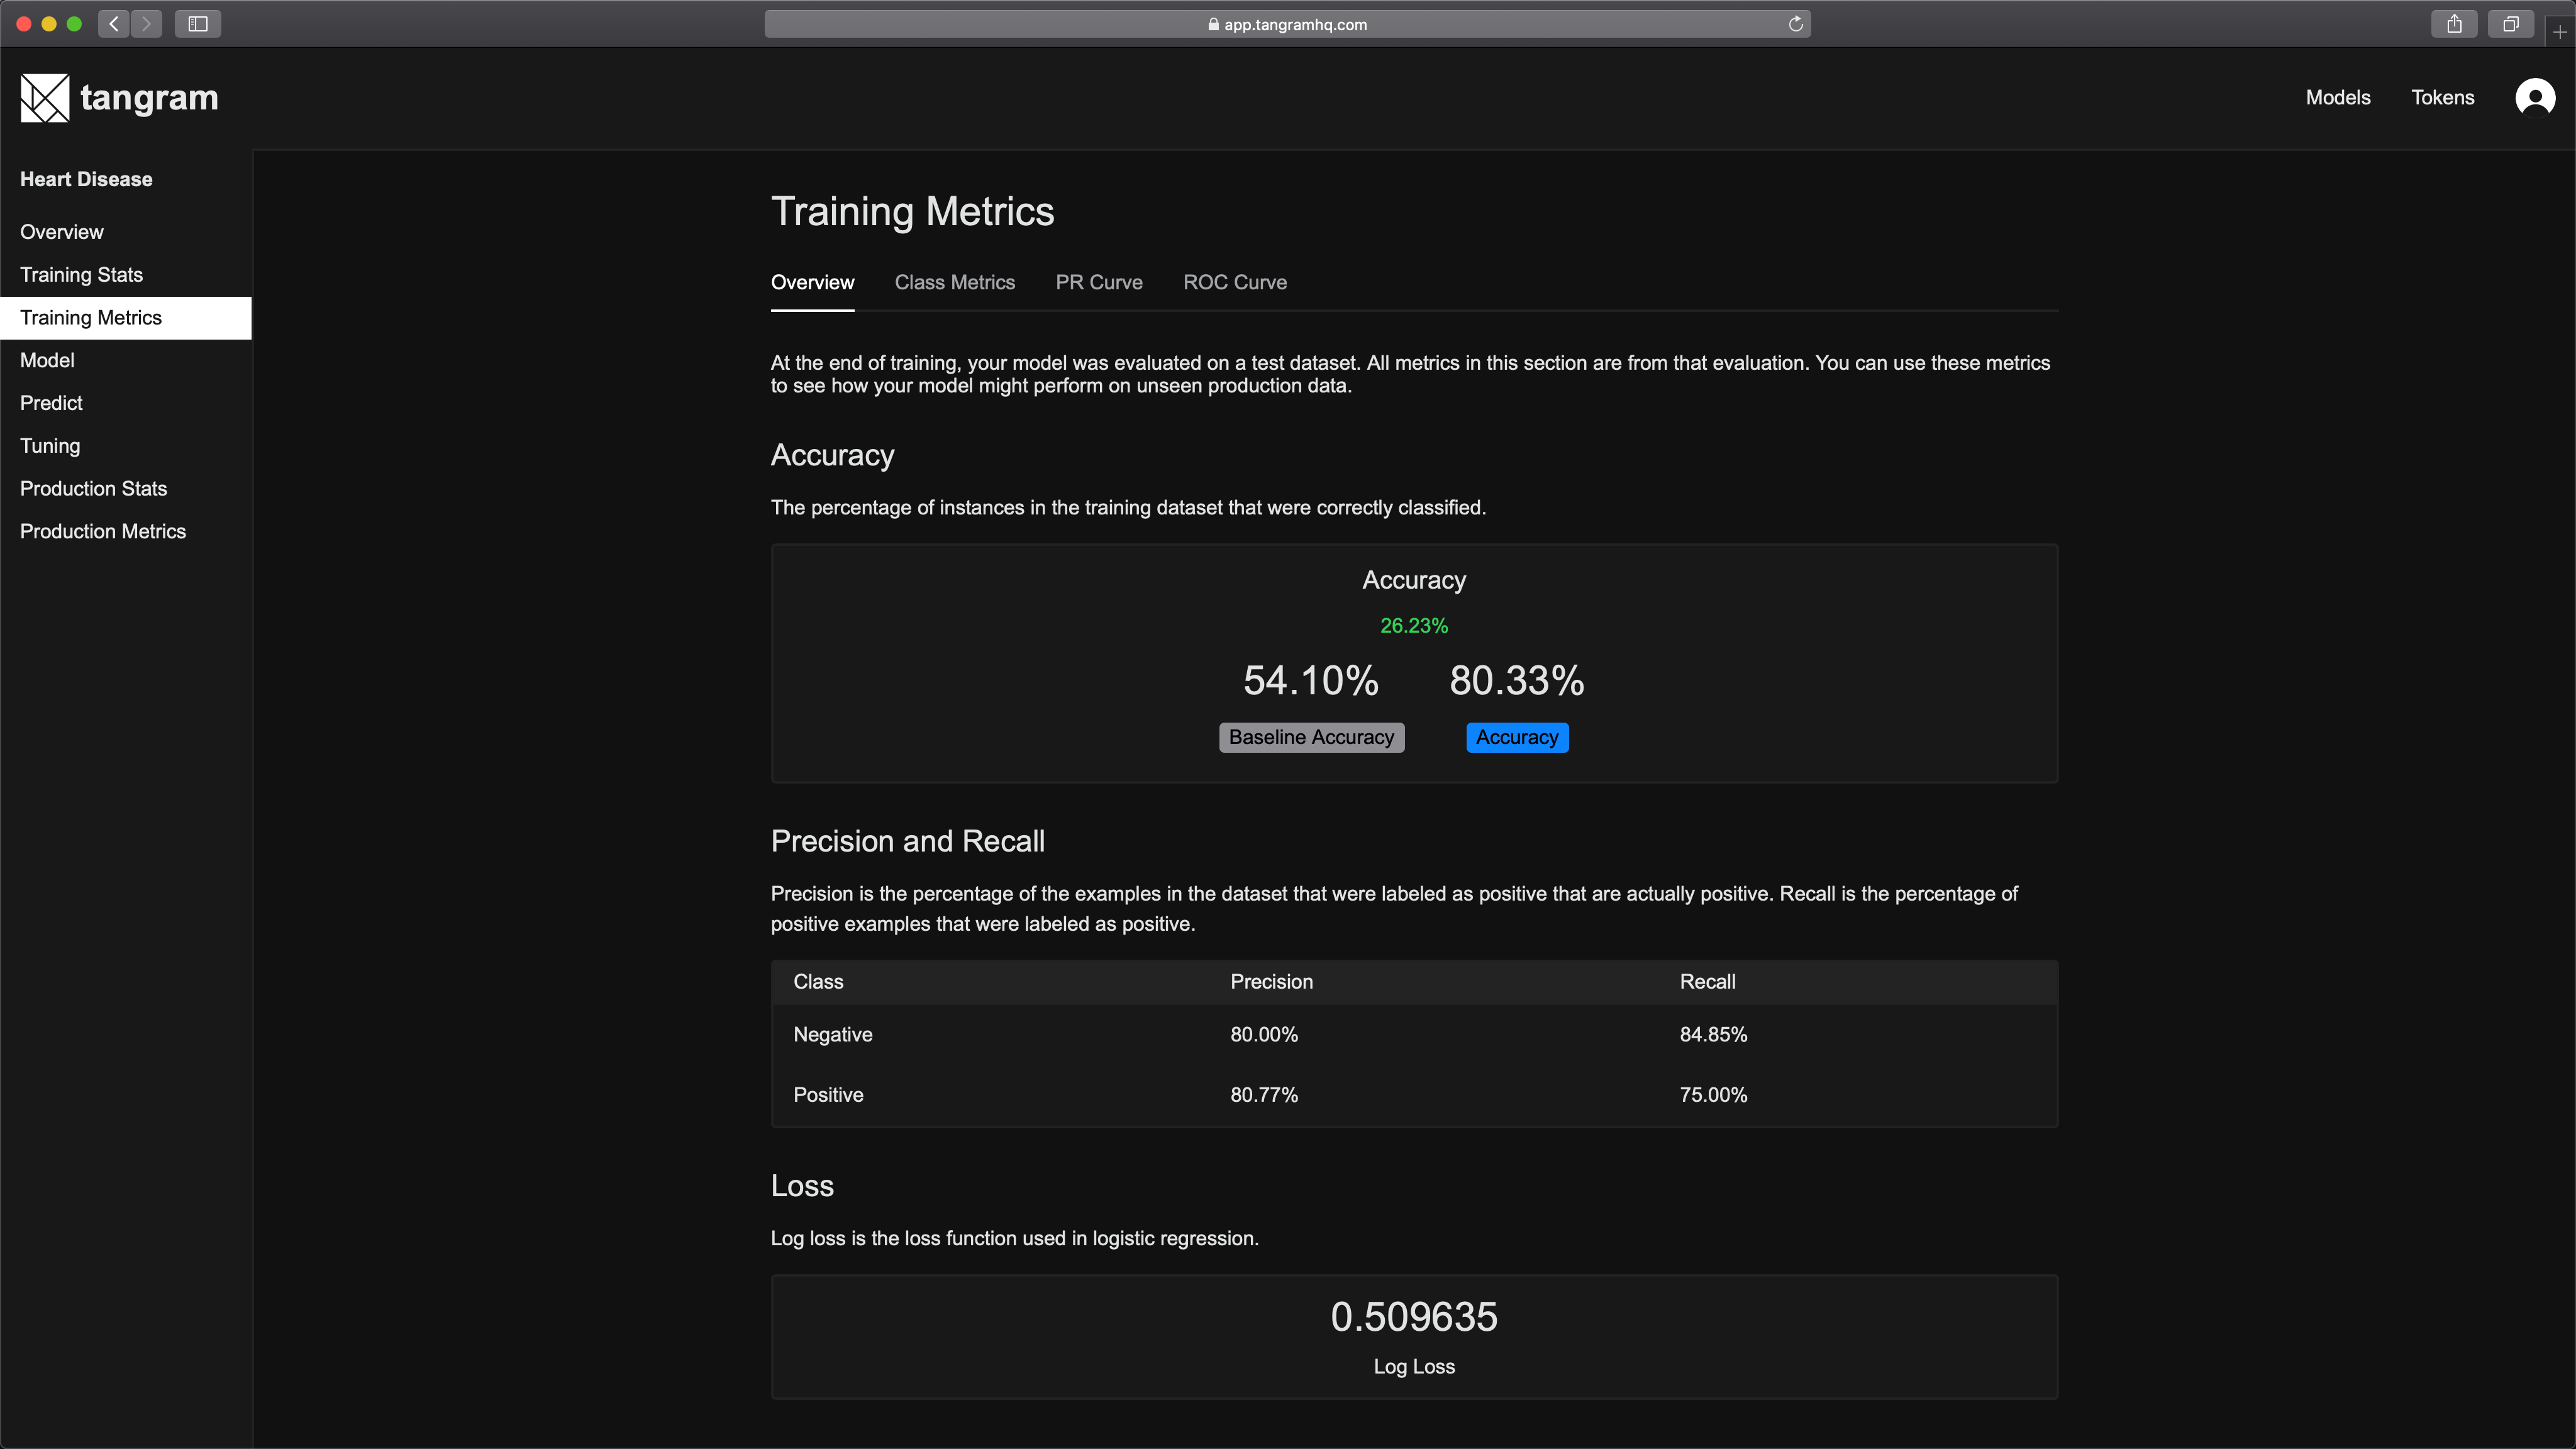 app.tangramhq.com
tangram
Models
Tokens
Heart Disease
Overview
Training Stats
Training Metrics
Model
Predict
Tuning
Production Stats
Production Metrics
Training Metrics
Overview
Class Metrics
PR Curve
ROC Curve
At the end of training, your model was evaluated on a test dataset. All metrics in this section are from that evaluation. You can use these metrics
to see how your model might perform on unseen production data.
Accuracy
The percentage of instances in the training dataset that were correctly classified.
Accuracy
26.23%
54.10%
80.33%
Baseline Accuracy
Accuracy
Precision and Recall
Precision is the percentage of the examples in the dataset that were labeled as positive that are actually positive. Recall is the percentage of
positive examples that were labeled as positive.
Class
Precision
Recall
Negative
80.00%
84.85%
Positive
80.77%
75.00%
Loss
Log loss is the loss function used in logistic regression.
0.509635
Log Loss